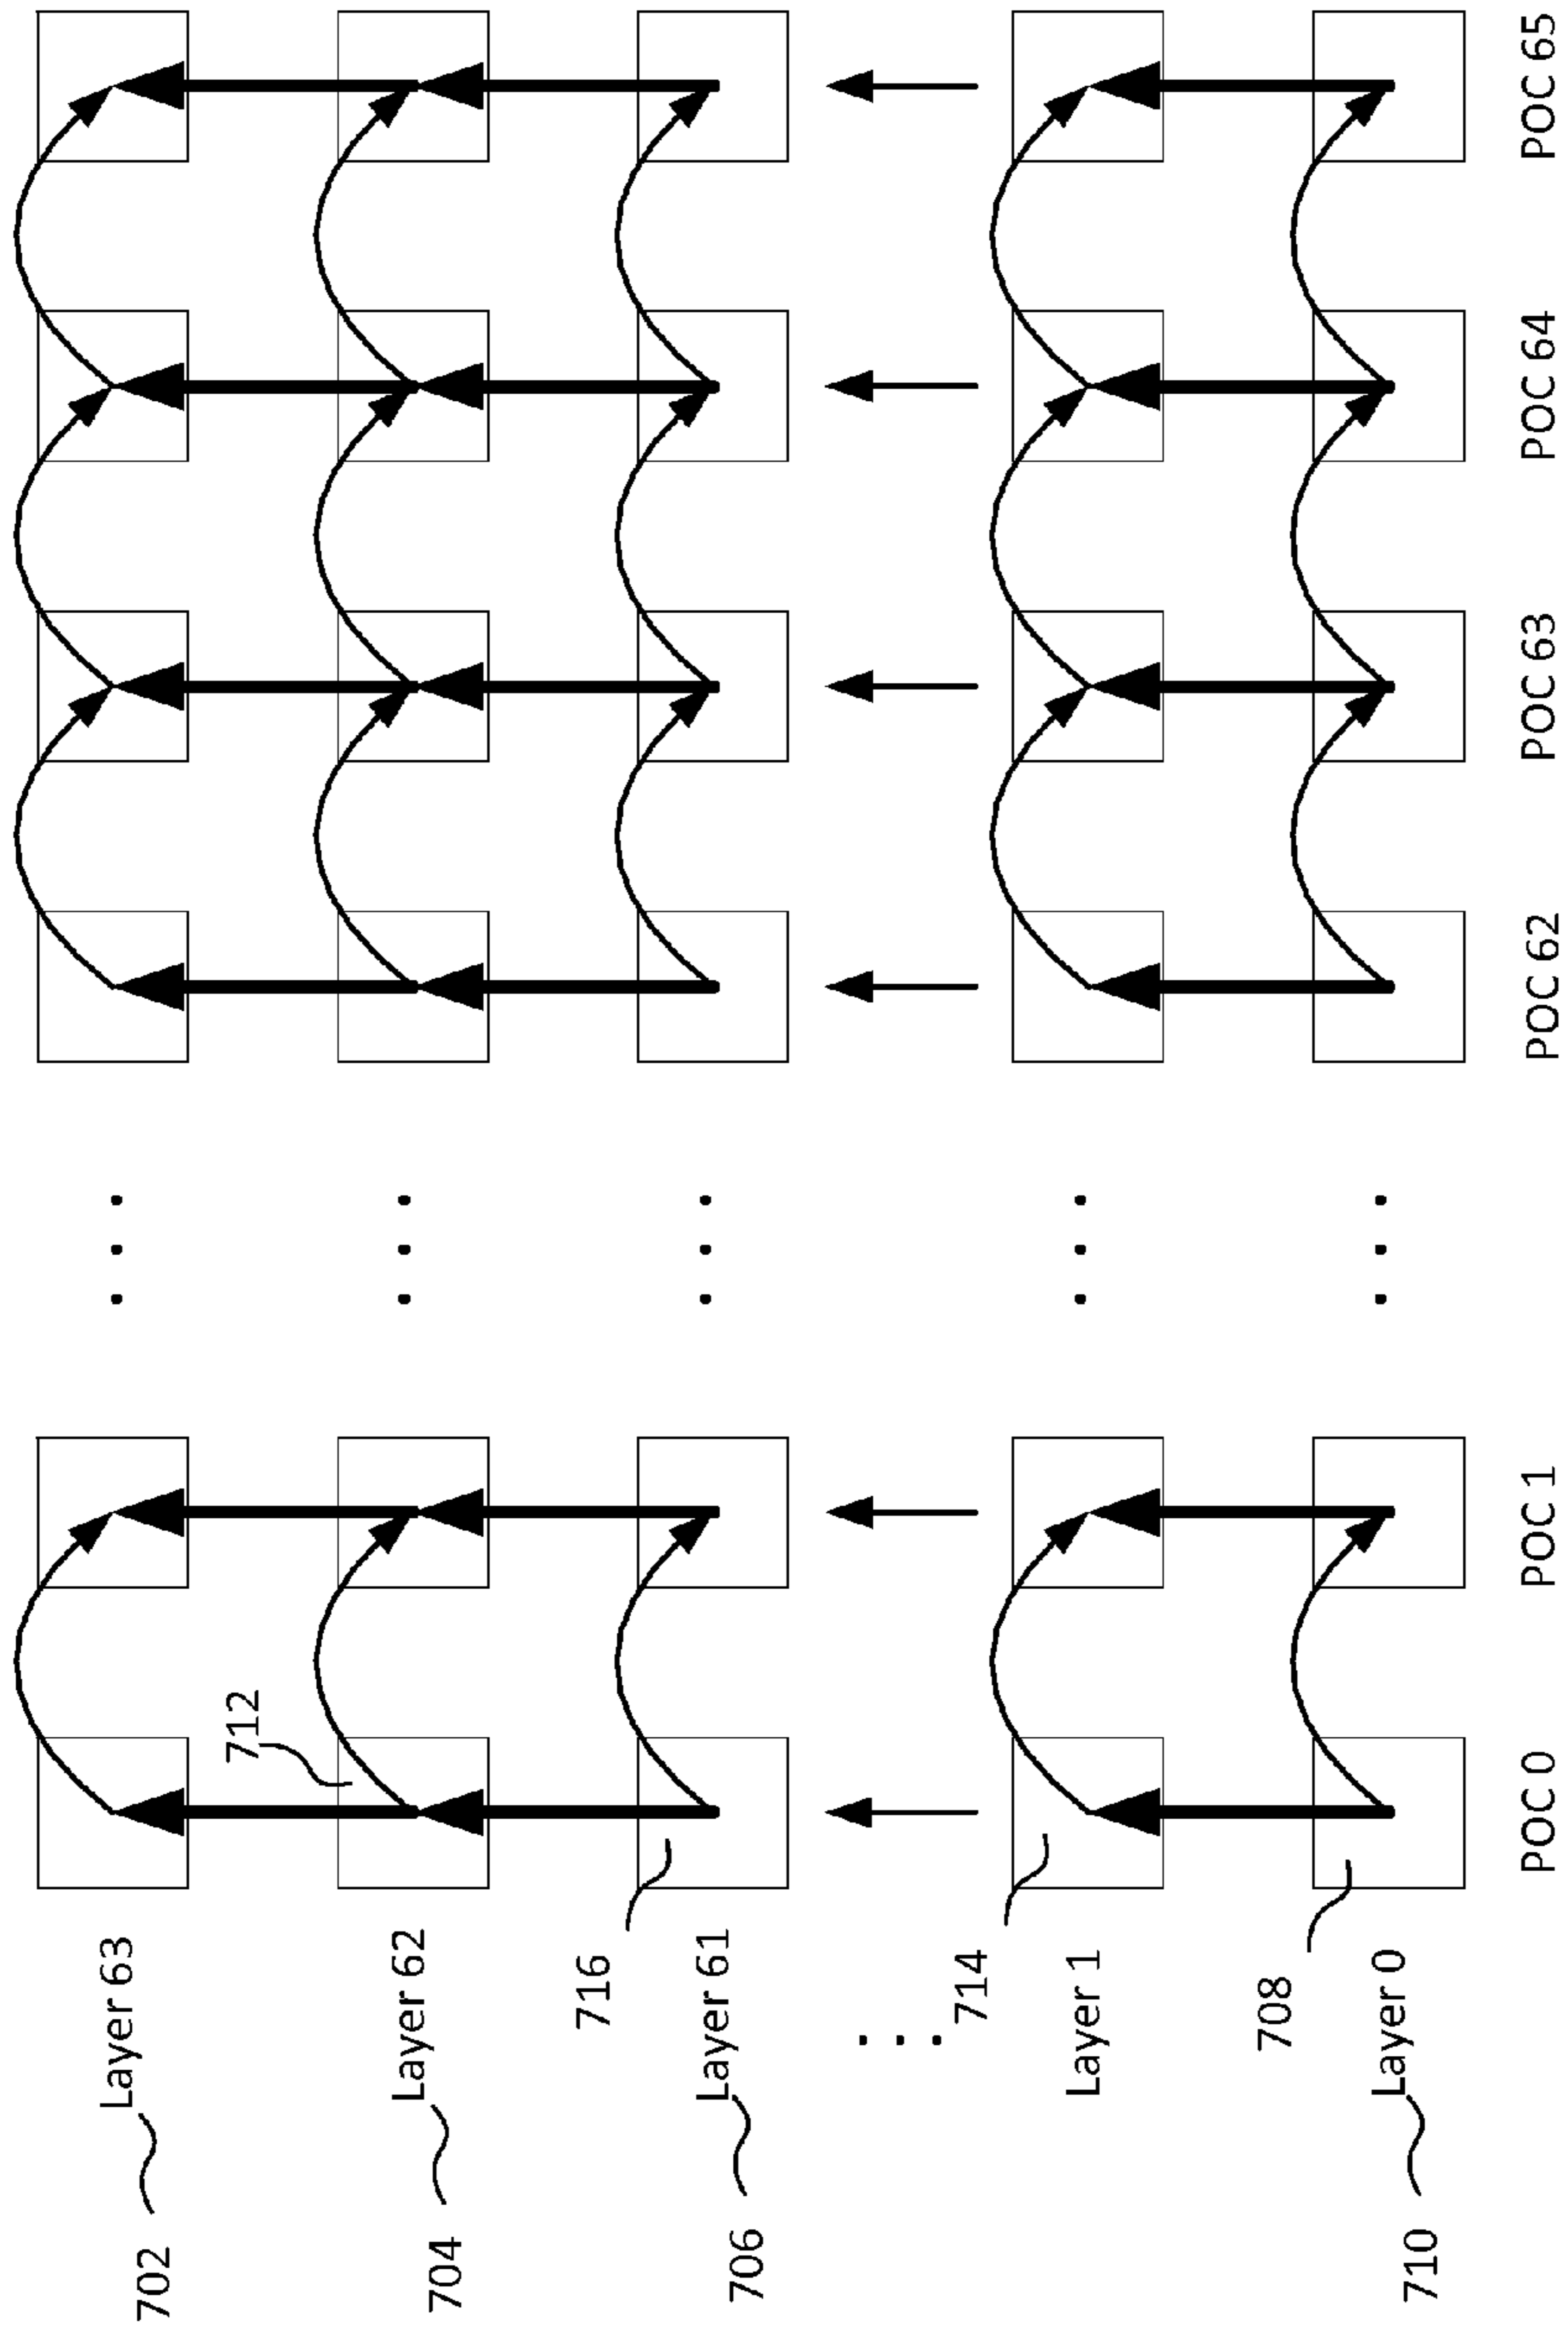 702
Layer 63
704
Layer 62
712
716
706
Layer 61
714
Layer 1
708
710
Layer 0
POC 0
POC 1
POC 62
POC 63
POC 64
POC 65